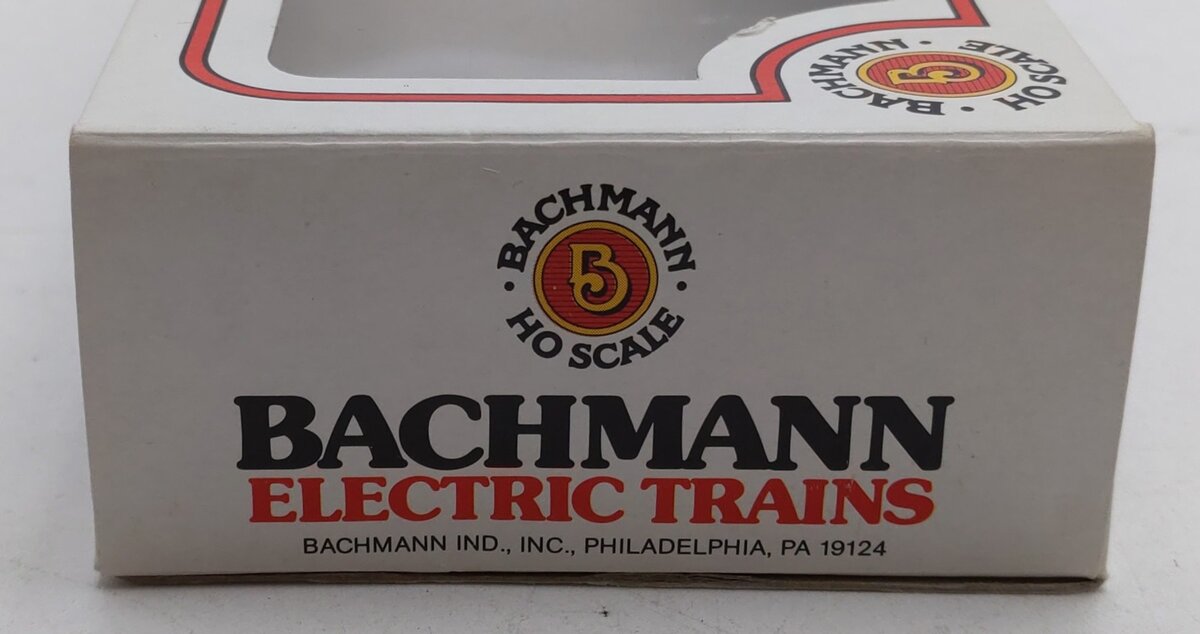 BACHMANN • HO SCALE •
B
BACHMANN
B
• HO SCALE •
BACHMANN
ELECTRIC TRAINS
BACHMANN IND., INC., PHILADELPHIA, PA 19124